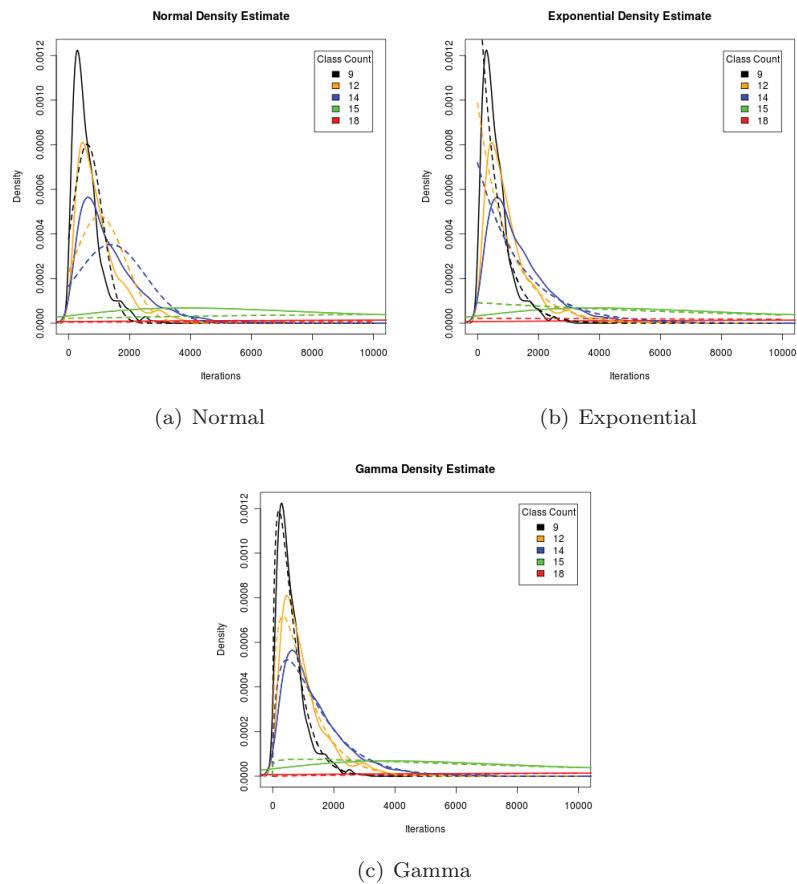 Normal Density Estimate
Density
0.0000
0.0002
0.0004
0.0006
0.0008
0.0010
0.0012
Class Count
9
12
14
15
18
0 2000 4000 6000 8000 10000
Iterations
(a) Normal
Exponential Density Estimate
Density
0.0000
0.0002
0.0004
0.0006
0.0008
0.0010
0.0012
Class Count
9
12
14
15
18
0 2000 4000 6000 8000 10000
Iterations
(b) Exponential
Gamma Density Estimate
Density
0.0000
0.0002
0.0004
0.0006
0.0008
0.0010
0.0012
Class Count
9
12
14
15
18
0 2000 4000 6000 8000 10000
Iterations
(c) Gamma